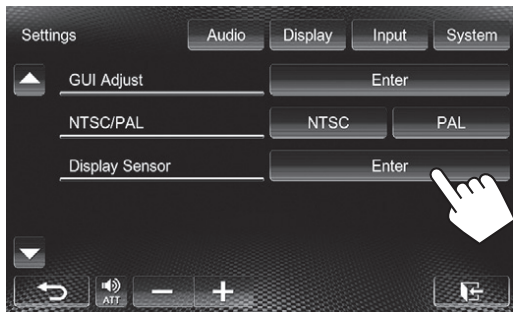 Settings Audio Display Input System
GUI Adjust Enter
NTSC/PAL NTSC PAL
Display Sensor Enter
ATT